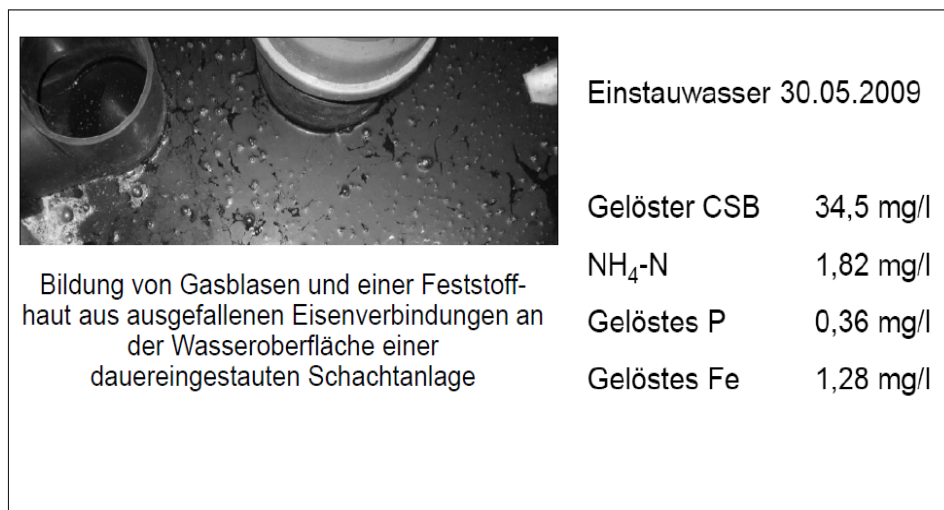 Einstauwasser 30.05.2009
Gelöster CSB 34,5 mg/l
NH₄-N 1,82 mg/l
Gelöstes P 0,36 mg/l
Gelöstes Fe 1,28 mg/l
Bildung von Gasblasen und einer Feststoff-
haut aus ausgefallenen Eisenverbindungen an
der Wasseroberfläche einer
dauereingestauten Schachtanlage